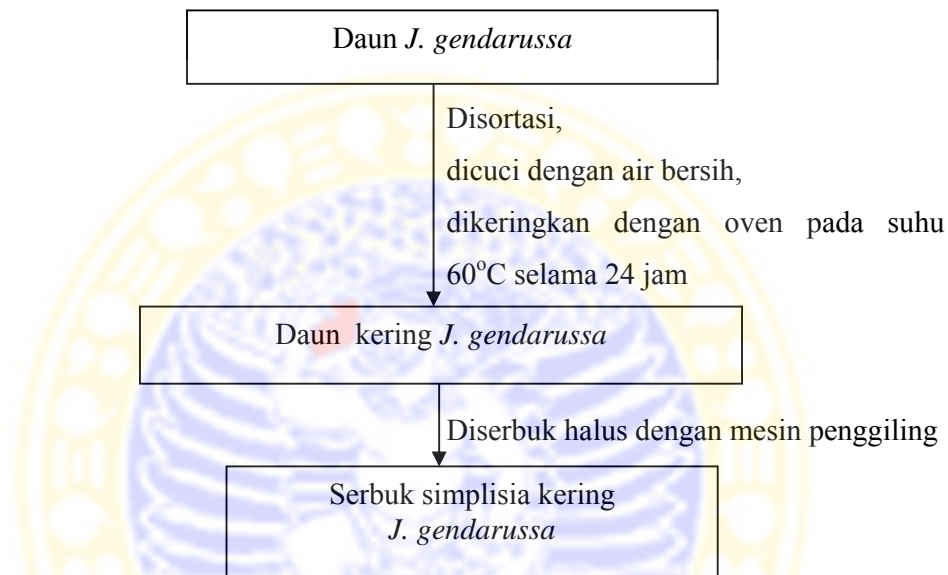 Daun J. gendarussa
Disortasi,
dicuci dengan air bersih,
dikeringkan dengan oven pada suhu
60°C selama 24 jam
Daun kering J. gendarussa
Diserbuk halus dengan mesin penggiling
Serbuk simplisia kering
J. gendarussa